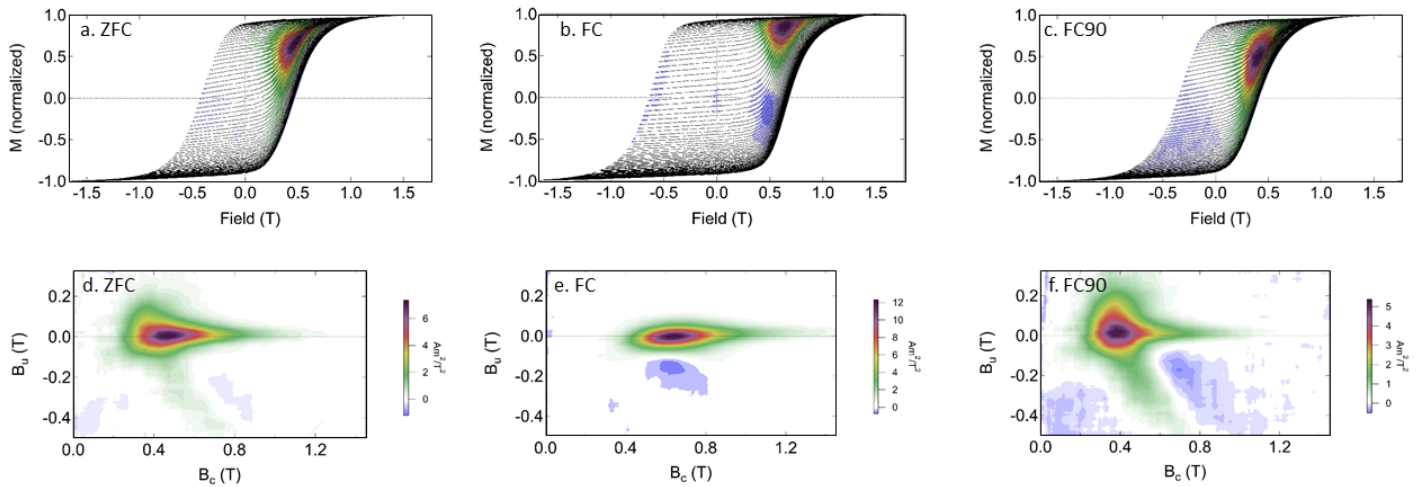 a. ZFC
M (normalized)
1.0
0.5
0.0
-0.5
-1.0
-1.5 -1.0 -0.5 0.0 0.5 1.0 1.5
Field (T)
b. FC
M (normalized)
1.0
0.5
0.0
-0.5
-1.0
-1.5 -1.0 -0.5 0.0 0.5 1.0 1.5
Field (T)
c. FC90
M (normalized)
1.0
0.5
0.0
-0.5
-1.0
-1.5 -1.0 -0.5 0.0 0.5 1.0 1.5
Field (T)
d. ZFC
Bu (T)
0.2
0.0
-0.2
-0.4
0.0 0.4 0.8 1.2
Bc (T)
6
4
2
0
Am²/T²
e. FC
Bu (T)
0.2
0.0
-0.2
-0.4
0.0 0.4 0.8 1.2
Bc (T)
12
10
8
6
4
2
0
Am²/T²
f. FC90
Bu (T)
0.2
0.0
-0.2
-0.4
0.0 0.4 0.8 1.2
Bc (T)
5
4
3
2
1
0
Am²/T²